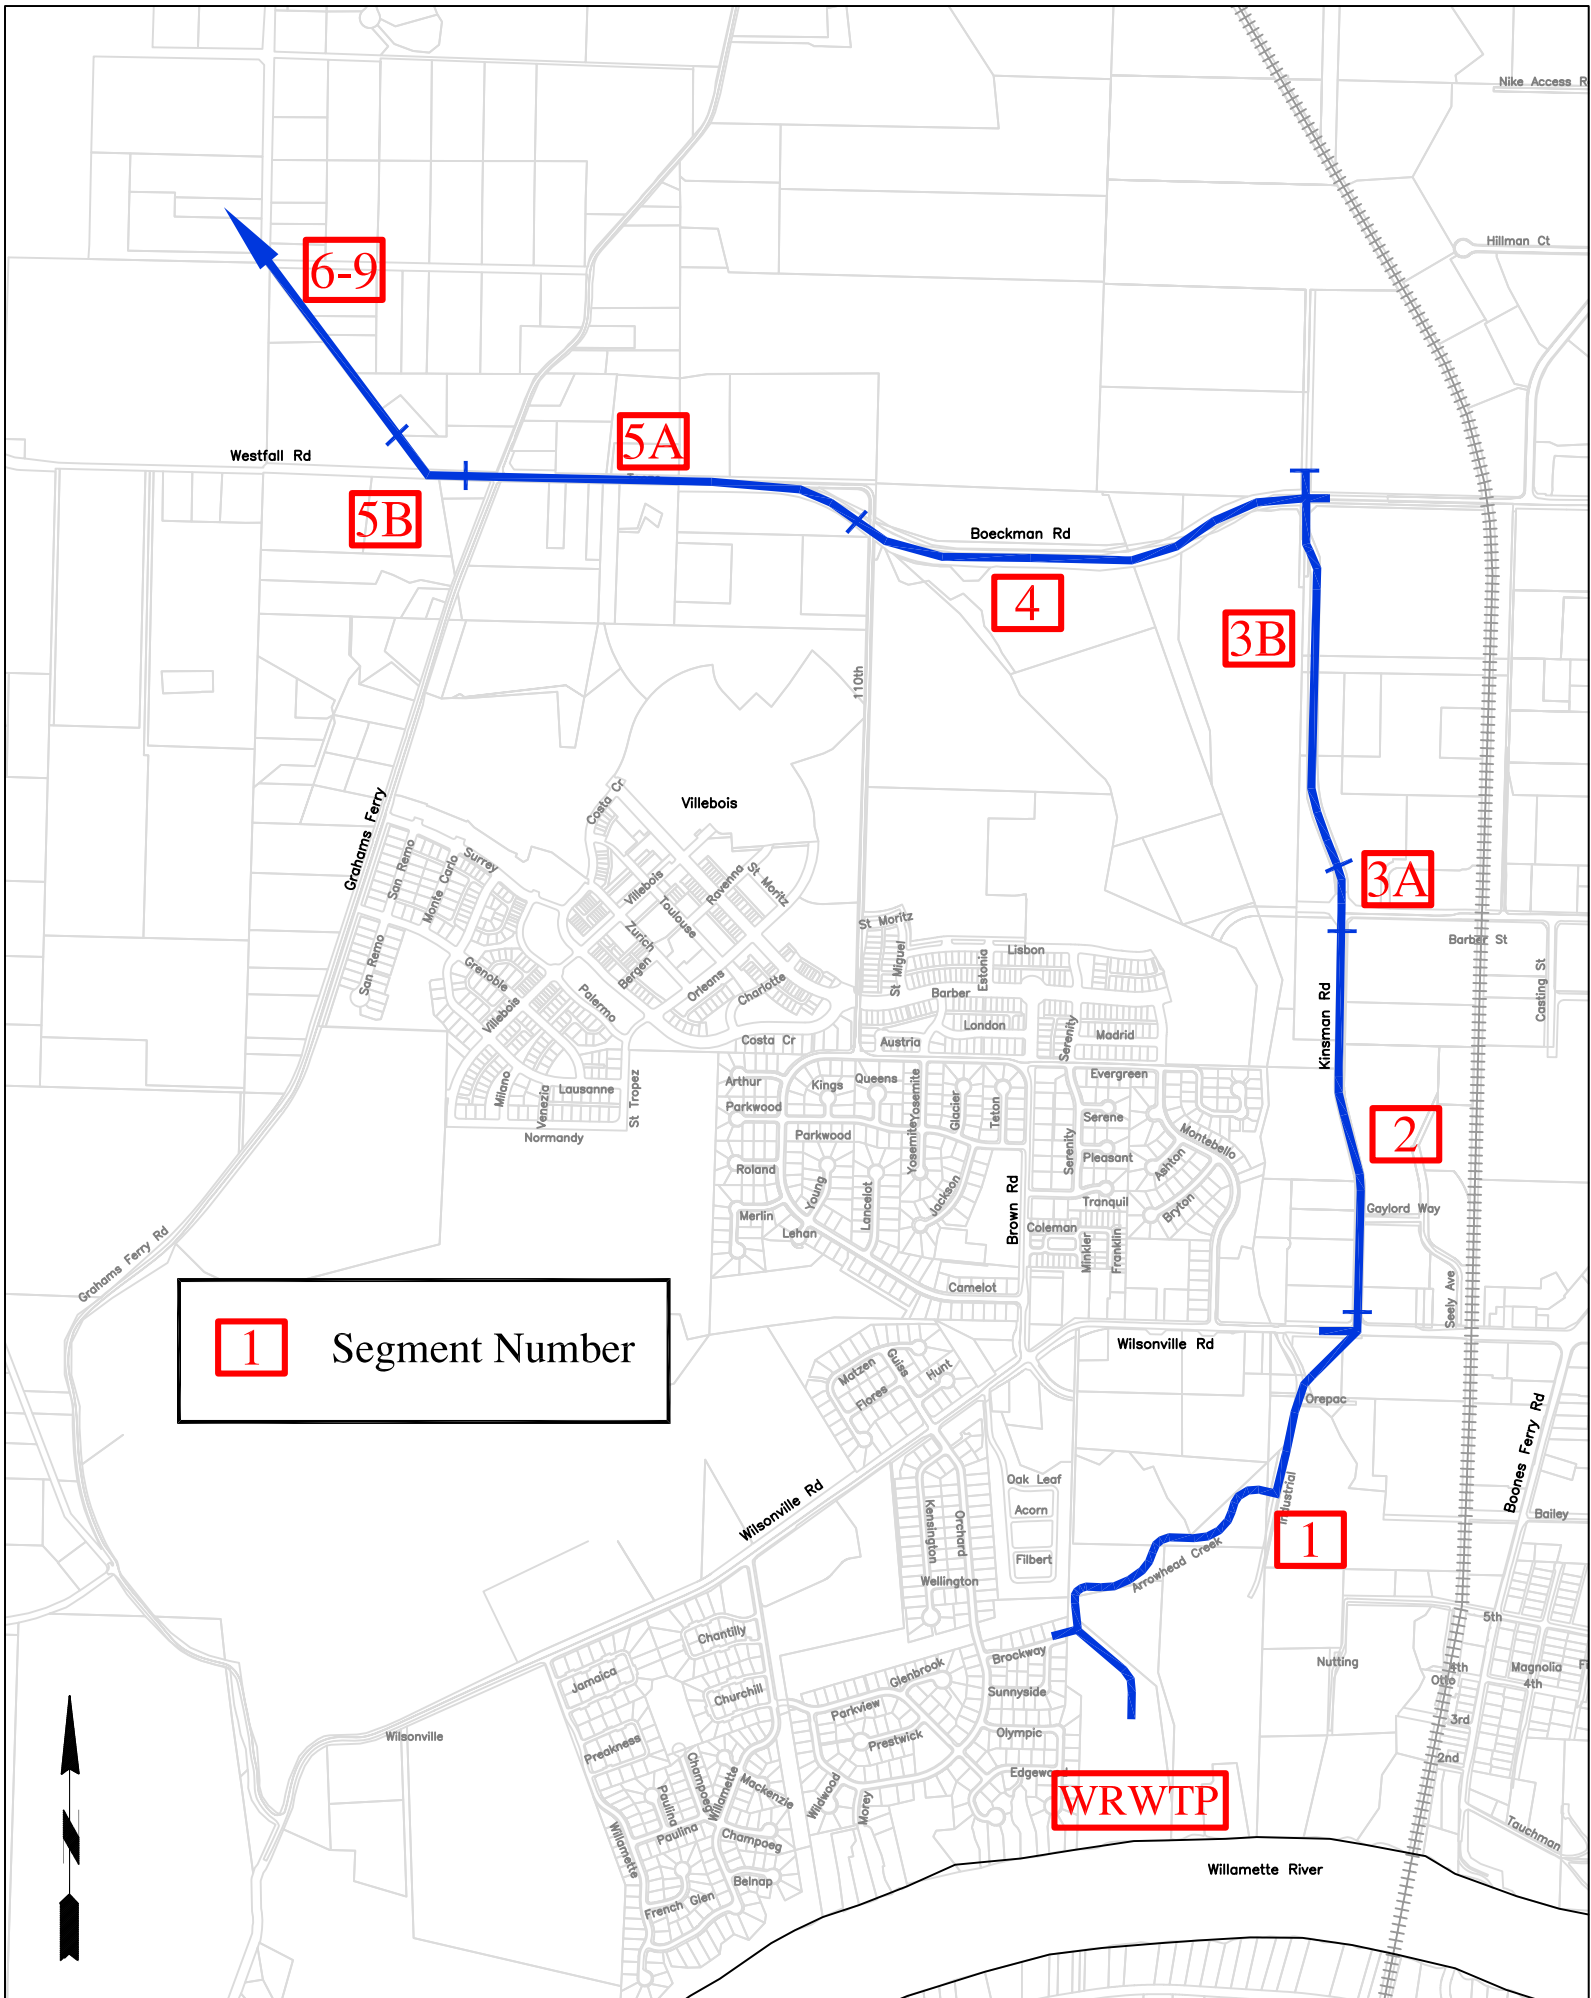 Nike Access R
Hillman Ct
6-9
5A
Westfall Rd
5B
Boeckman Rd
4
3B
110th
Villebois
Costa Cr
Grahams Ferry
San Remo
Monte Carlo
Surrey
Villebois
Toulouse
Ravenna
St Moritz
Zurich
Bergen
Orleans
Charlotte
San Remo
Grenoble
Villebois
Palermo
St Moritz
St Miguel
Lisbon
Estonia
Barber
London
Serenity
Madrid
Austria
Costa Cr
3A
Barber St
Casting St
Kinsman Rd
Milano
Venezia
Lausanne
St Tropez
Normandy
Arthur
Parkwood
Kings
Queens
Yosemite
Glacier
Teton
Evergreen
Serene
Parkwood
Yosemite
Serenity
Pleasant
Montebello
Ashton
2
Roland
Young
Lancelot
Jackson
Tranquil
Bryton
Gaylord Way
Merlin
Lehan
Brown Rd
Coleman
Minkler
Franklin
Camelot
Seely Ave
Grahams Ferry Rd
1 Segment Number
Wilsonville Rd
Matzen
Guiss
Hunt
Flores
Orepac
Boones Ferry Rd
Wilsonville Rd
Oak Leaf
Acorn
Filbert
Kensington
Orchard
Wellington
Industrial
1
Arrowhead Creek
Bailey
5th
Chantilly
Jamaica
Churchill
Glenbrook
Brockway
Sunnyside
Parkview
Prestwick
Olympic
Nutting
4th
Otto
Magnolia
4th
3rd
2nd
Wilsonville
Preakness
Champoeg
Willamette
Mackenzie
Paulina
Paulina
Champoeg
Wildwood
Morey
WRWTP
Tauchman
Willamette
Belnap
French Glen
Willamette River